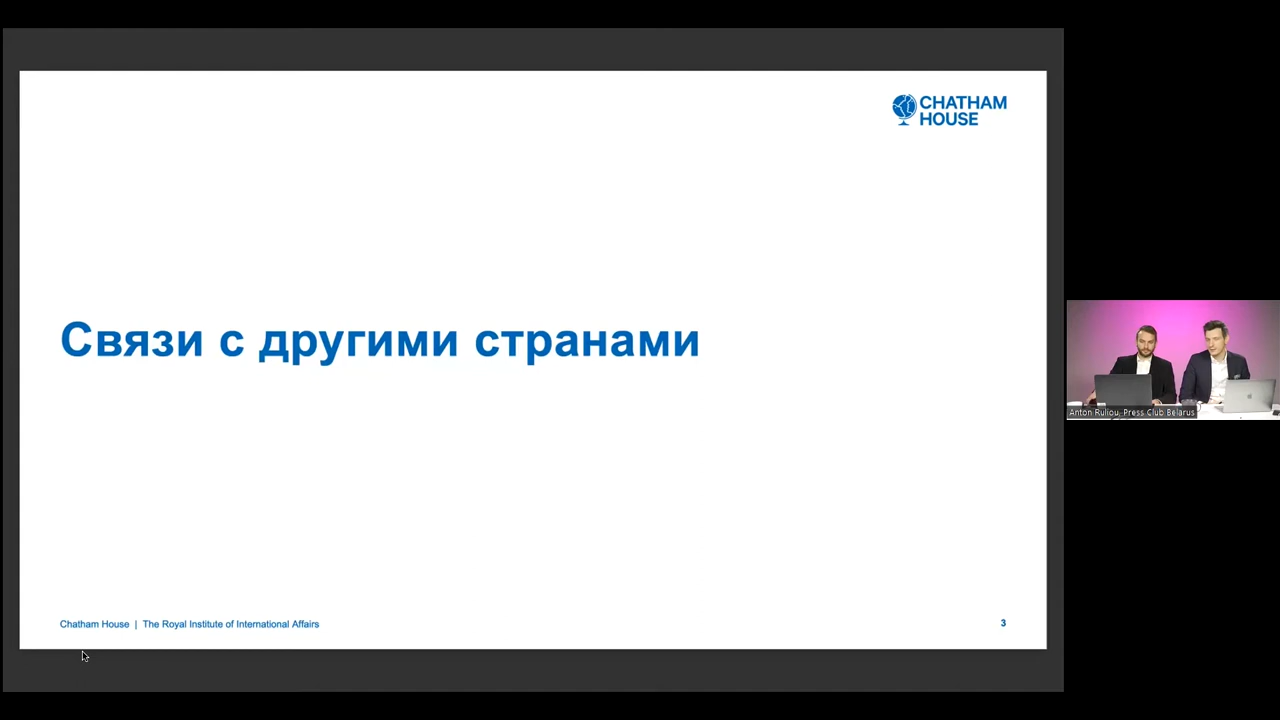 CHATHAM
HOUSE
Связи с другими странами
Anton Ruliou, Press Club Belarus
Chatham House | The Royal Institute of International Affairs
3